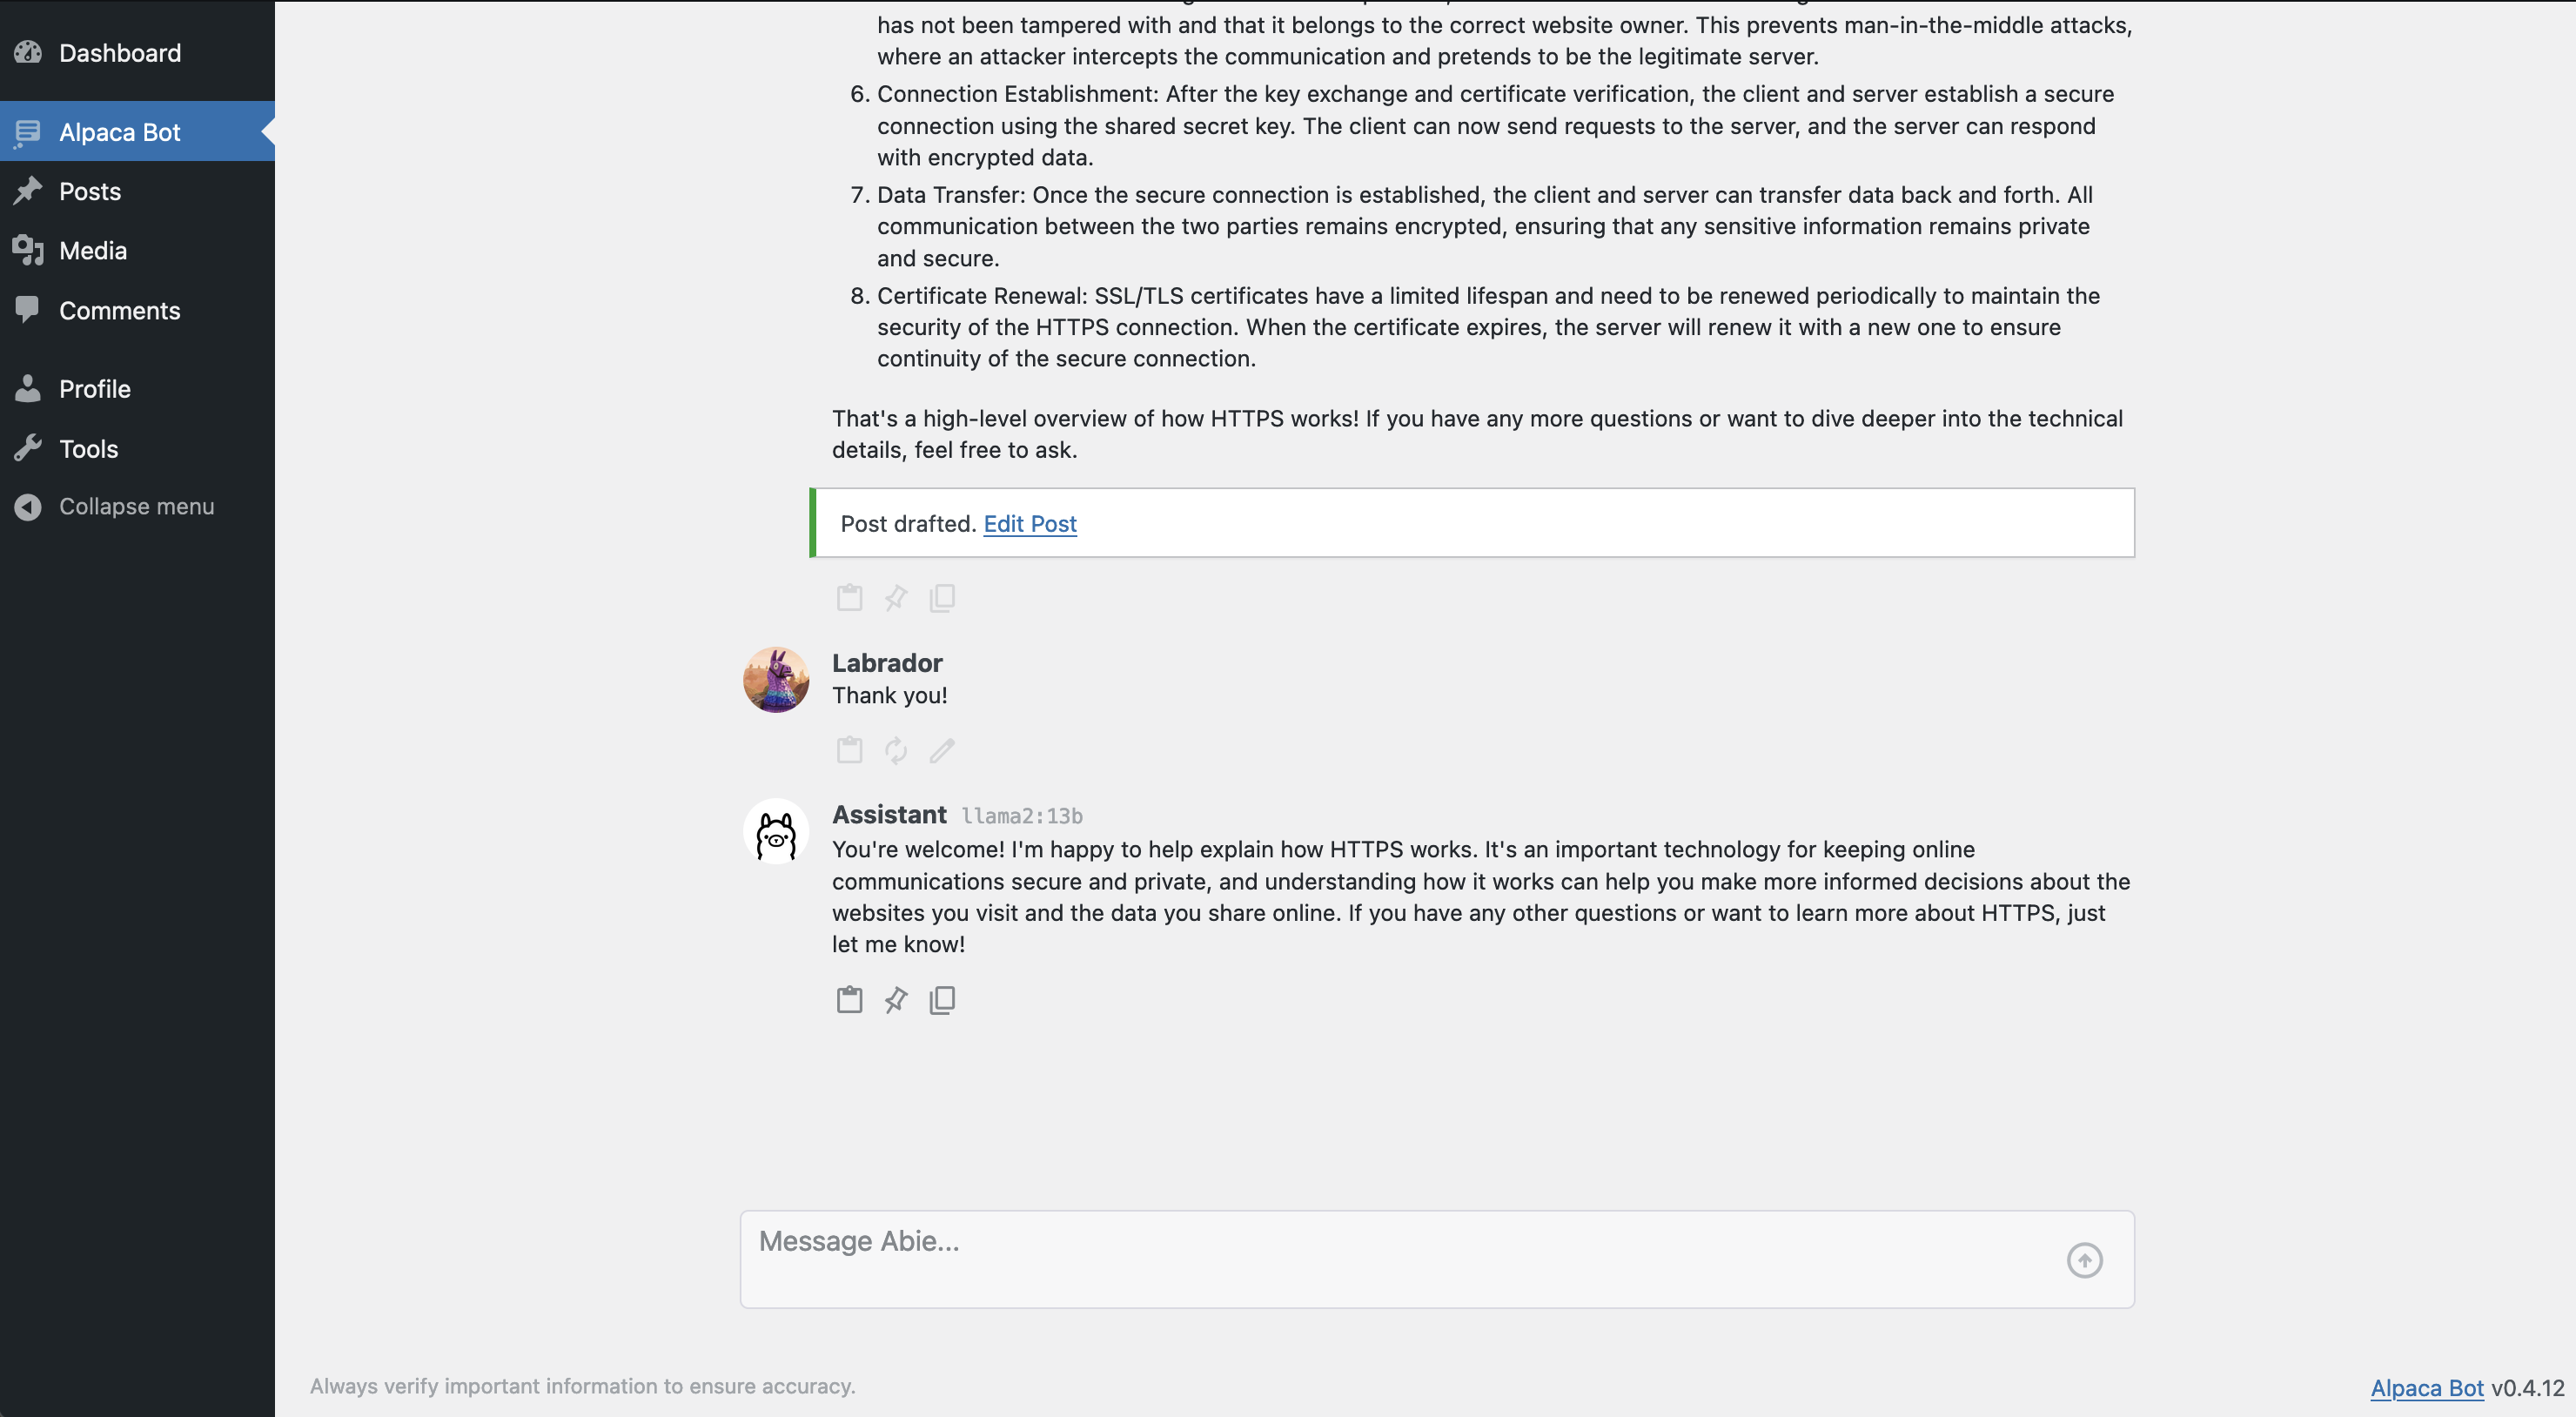 Dashboard
Alpaca Bot
Posts
Media
Comments
Profile
Tools
Collapse menu
has not been tampered with and that it belongs to the correct website owner. This prevents man-in-the-middle attacks,
where an attacker intercepts the communication and pretends to be the legitimate server.
6. Connection Establishment: After the key exchange and certificate verification, the client and server establish a secure
connection using the shared secret key. The client can now send requests to the server, and the server can respond
with encrypted data.
7. Data Transfer: Once the secure connection is established, the client and server can transfer data back and forth. All
communication between the two parties remains encrypted, ensuring that any sensitive information remains private
and secure.
8. Certificate Renewal: SSL/TLS certificates have a limited lifespan and need to be renewed periodically to maintain the
security of the HTTPS connection. When the certificate expires, the server will renew it with a new one to ensure
continuity of the secure connection.
That's a high-level overview of how HTTPS works! If you have any more questions or want to dive deeper into the technical
details, feel free to ask.
Post drafted. Edit Post
Labrador
Thank you!
Assistant llama2:13b
You're welcome! I'm happy to help explain how HTTPS works. It's an important technology for keeping online
communications secure and private, and understanding how it works can help you make more informed decisions about the
websites you visit and the data you share online. If you have any other questions or want to learn more about HTTPS, just
let me know!
Message Abie...
Always verify important information to ensure accuracy.
Alpaca Bot v0.4.12